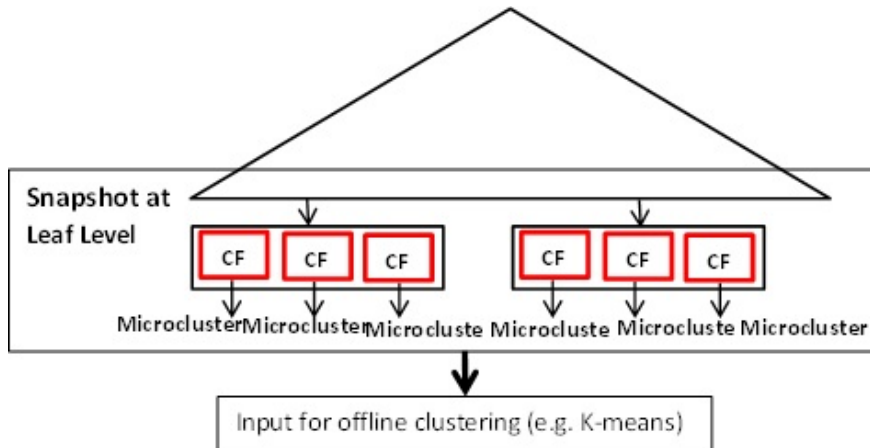 Snapshot at
Leaf Level
CF CF CF CF CF CF
Microcluster Microcluster Microcluste Microcluste Microcluste Microcluster
Input for offline clustering (e.g. K-means)